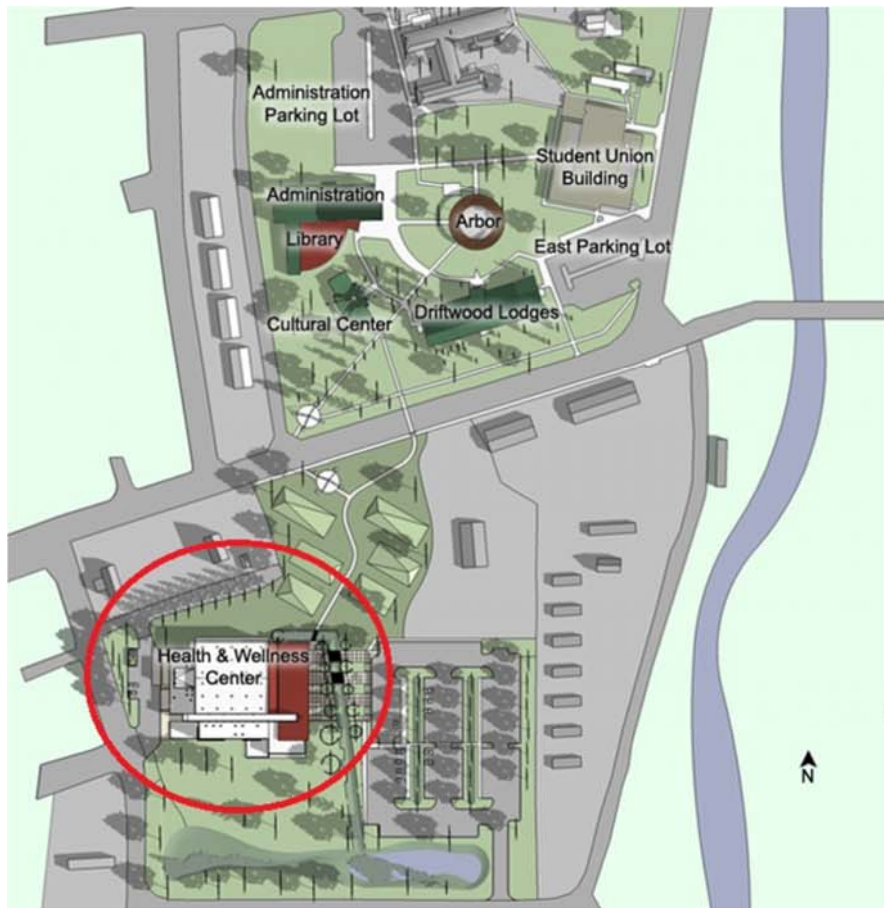 Administration
Parking Lot
Student Union
Building
Administration
Arbor
Library
East Parking Lot
Cultural Center
Driftwood Lodges
Health & Wellness
Center
N